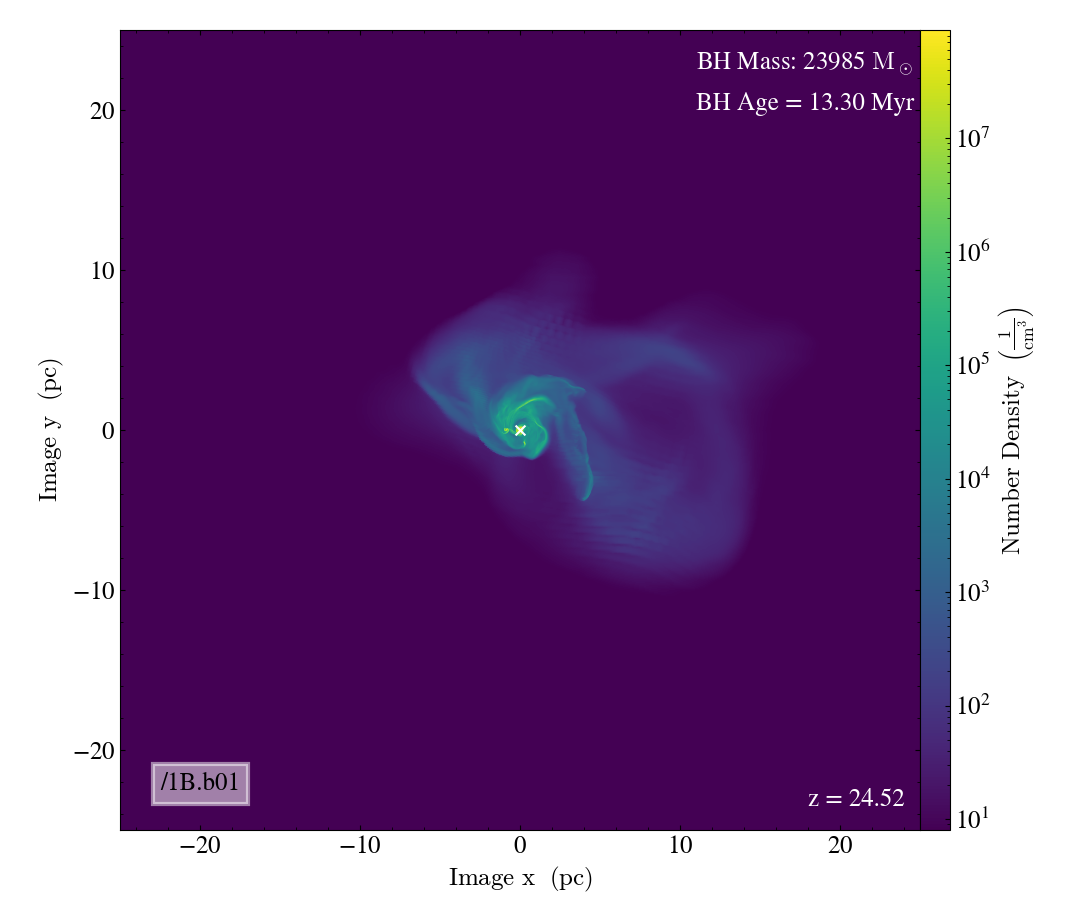 BH Mass: 23985 M☉
BH Age = 13.30 Myr
20
10
0
−10
−20
Image y (pc)
/1B.b01
z = 24.52
−20 −10 0 10 20
Image x (pc)
10⁷
10⁶
10⁵
10⁴
10³
10²
10¹
Number Density (1/cm³)